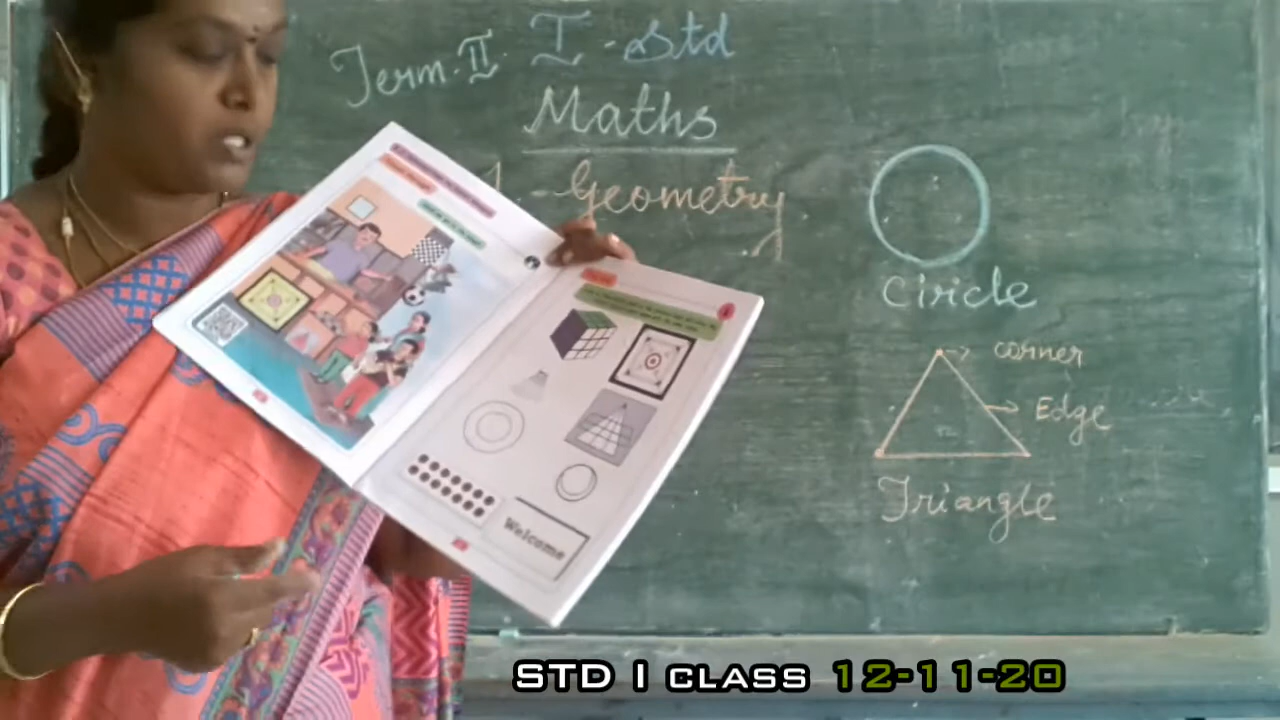 Term. II. I - Std
Maths
1. Geometry
Circle
corner
Edge
Triangle
Welcome
STD I CLASS 12-11-20